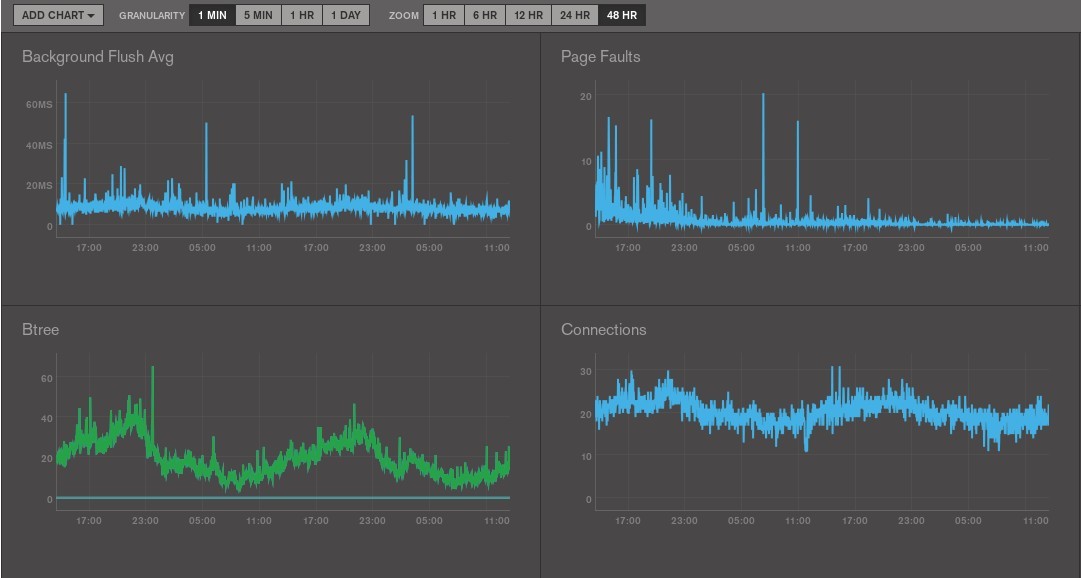 ADD CHART GRANULARITY 1 MIN 5 MIN 1 HR 1 DAY ZOOM 1 HR 6 HR 12 HR 24 HR 48 HR
Background Flush Avg
60MS
40MS
20MS
0
17:00 23:00 05:00 11:00 17:00 23:00 05:00 11:00
Page Faults
20
10
0
17:00 23:00 05:00 11:00 17:00 23:00 05:00 11:00
Btree
60
40
20
0
17:00 23:00 05:00 11:00 17:00 23:00 05:00 11:00
Connections
30
20
10
0
17:00 23:00 05:00 11:00 17:00 23:00 05:00 11:00